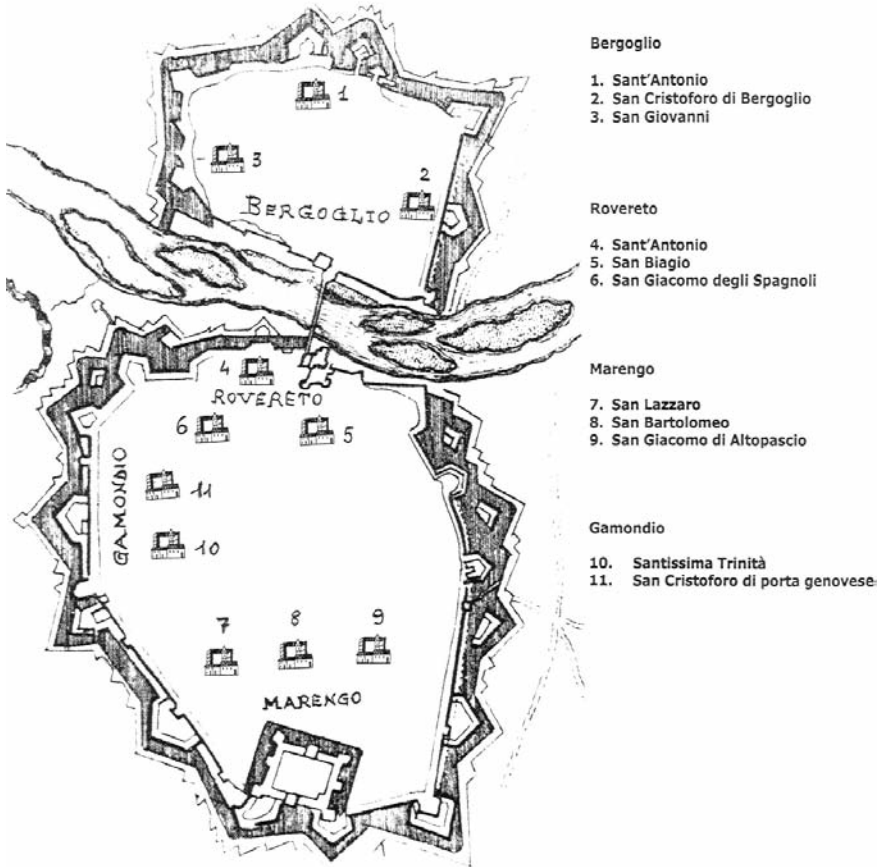 Bergoglio
1. Sant'Antonio
2. San Cristoforo di Bergoglio
3. San Giovanni
Rovereto
4. Sant'Antonio
5. San Biagio
6. San Giacomo degli Spagnoli
Marengo
7. San Lazzaro
8. San Bartolomeo
9. San Giacomo di Altopascio
Gamondio
10. Santissima Trinità
11. San Cristoforo di porta genovese
1
3
2
BERGOGLIO
4
ROVERETO
6
5
GAMONDIO
11
10
7
8
9
MARENGO